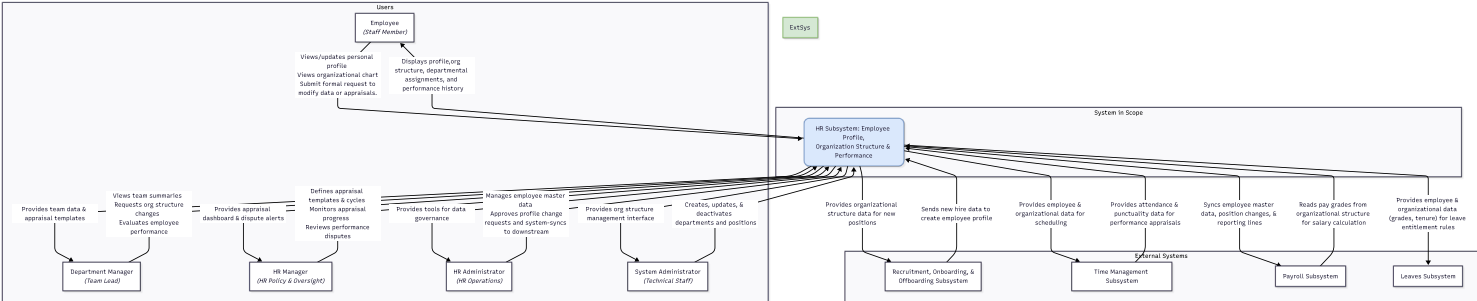 Users
Employee
(Staff Member)
ExtSys
Views/updates personal
profile
Views organizational chart
Submit formal request to
modify data or appraisals.
Displays profile,org
structure, departmental
assignments, and
performance history
System in Scope
HR Subsystem: Employee
Profile,
Organization Structure &
Performance
Provides team data &
appraisal templates
Views team summaries
Requests org structure
changes
Evaluates employee
performance
Provides appraisal
dashboard & dispute alerts
Defines appraisal
templates & cycles
Monitors appraisal
progress
Reviews performance
disputes
Provides tools for data
governance
Manages employee master
data
Approves profile change
requests and system-syncs
to downstream
Provides org structure
management interface
Creates, updates, &
deactivates
departments and positions
Provides organizational
structure data for new
positions
Sends new hire data to
create employee profile
Provides employee &
organizational data for
scheduling
Provides attendance &
punctuality data for
performance appraisals
Syncs employee master
data, position changes, &
reporting lines
Reads pay grades from
organizational structure
for salary calculation
Provides employee &
organizational data
(grades, tenure) for leave
entitlement rules
Department Manager
(Team Lead)
HR Manager
(HR Policy & Oversight)
HR Administrator
(HR Operations)
System Administrator
(Technical Staff)
External Systems
Recruitment, Onboarding, &
Offboarding Subsystem
Time Management
Subsystem
Payroll Subsystem
Leaves Subsystem